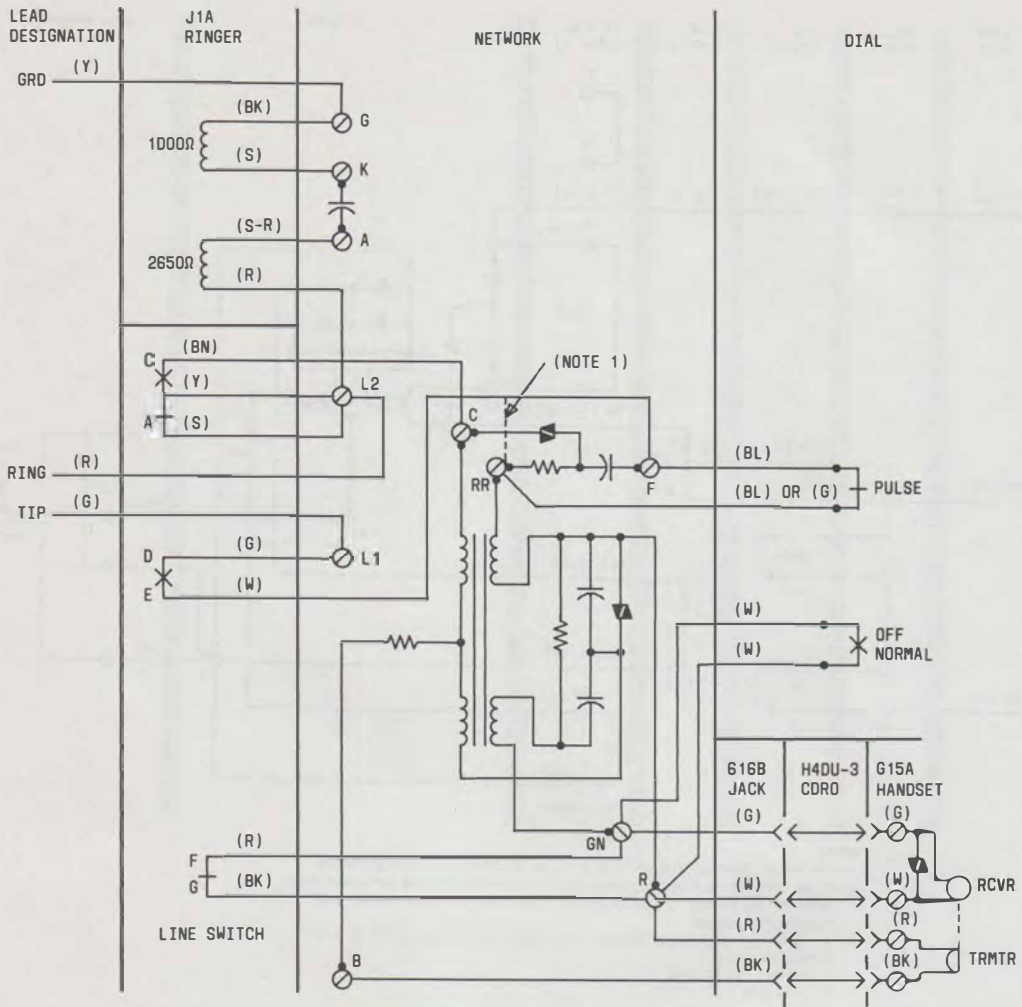 LEAD DESIGNATION
J1A RINGER
NETWORK
DIAL
GRD
(Y)
(BK)
G
1000Ω
(S)
K
(S-R)
A
2650Ω
(R)
C
(BN)
(Y)
L2
A
(S)
(NOTE 1)
C
RING
(R)
RR
F
(BL)
(BL) OR (G)
PULSE
TIP
(G)
D
(G)
L1
E
(W)
(W)
(W)
OFF NORMAL
616B JACK
H4DU-3 CDRO
G15A HANDSET
(G)
(G)
GN
F
(R)
G
(BK)
R
(W)
(W)
RCVR
(R)
(R)
LINE SWITCH
B
(BK)
(BK)
TRMTR